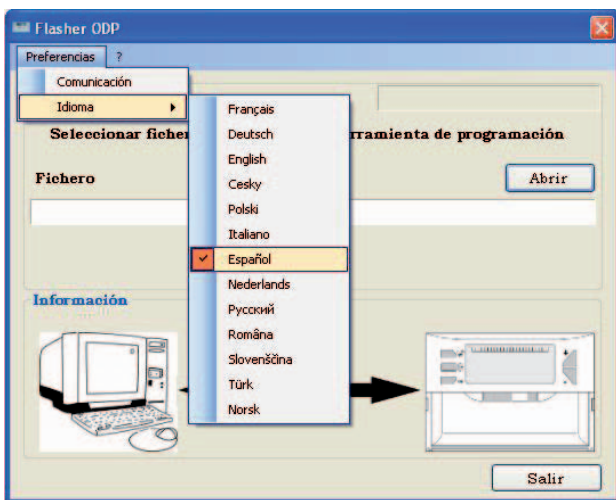 Flasher ODP
Preferencias ?
Comunicación
Idioma
Français
Deutsch
English
Cesky
Polski
Italiano
Español
Nederlands
Русский
Româna
Slovenščina
Türk
Norsk
Seleccionar ficher rramienta de programación
Fichero
Abrir
Información
Salir